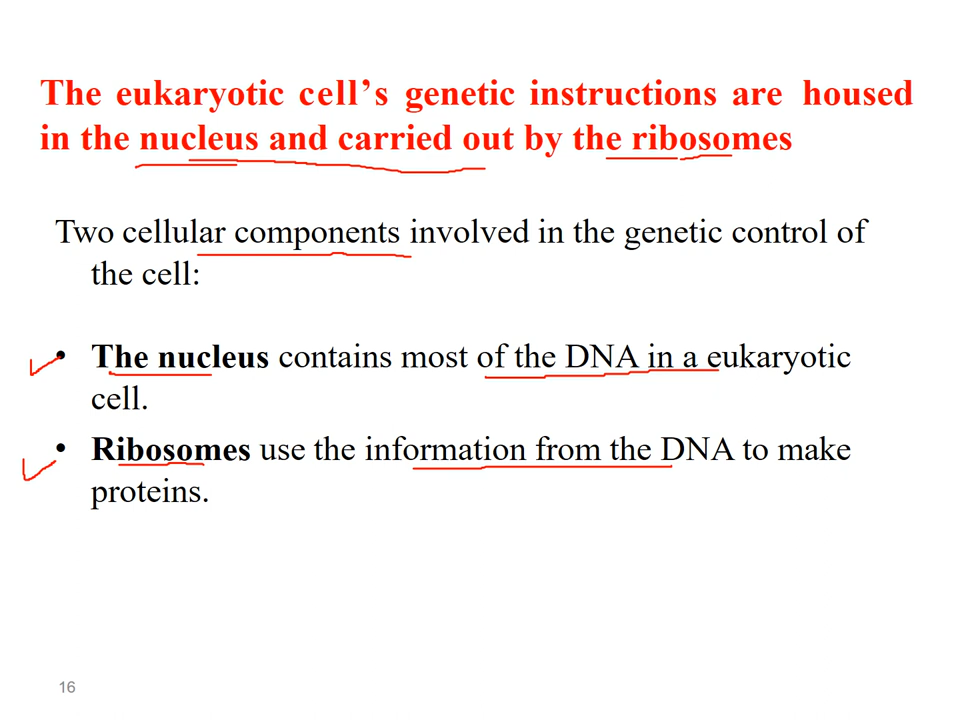 The eukaryotic cell’s genetic instructions are housed
in the nucleus and carried out by the ribosomes
Two cellular components involved in the genetic control of
the cell:
• The nucleus contains most of the DNA in a eukaryotic
cell.
• Ribosomes use the information from the DNA to make
proteins.
16